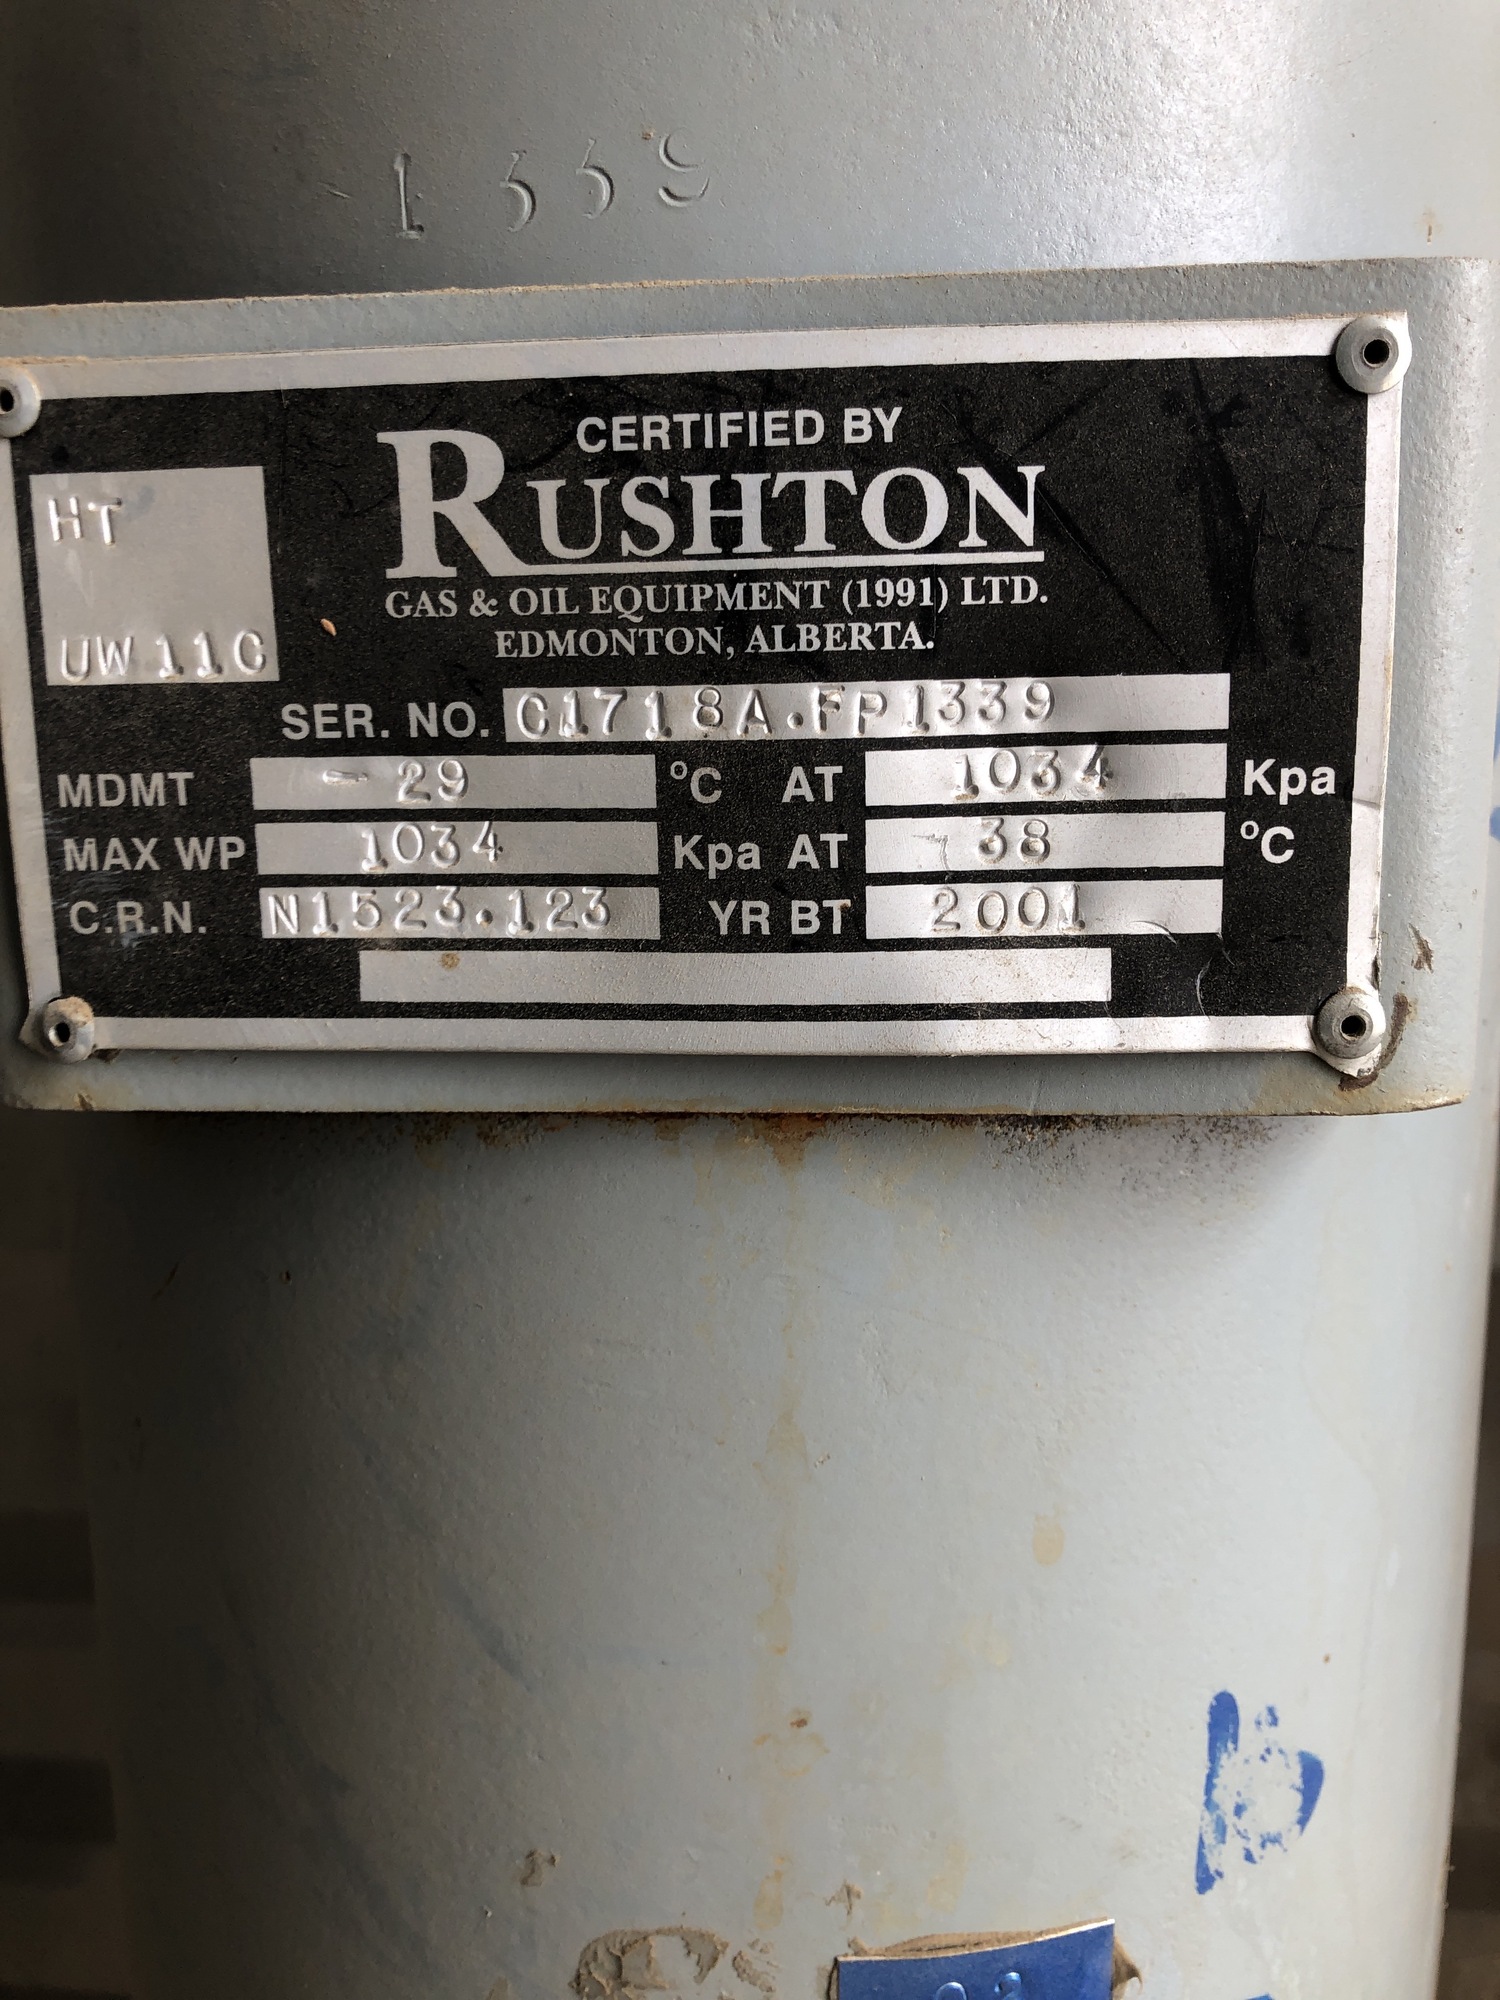 1339
CERTIFIED BY
RUSHTON
GAS & OIL EQUIPMENT (1991) LTD.
EDMONTON, ALBERTA.
HT
UW 11C
SER. NO. C1718A.FP1339
MDMT -29 °C AT 1034 Kpa
MAX WP 1034 Kpa AT 38 °C
C.R.N. N1523.123 YR BT 2001